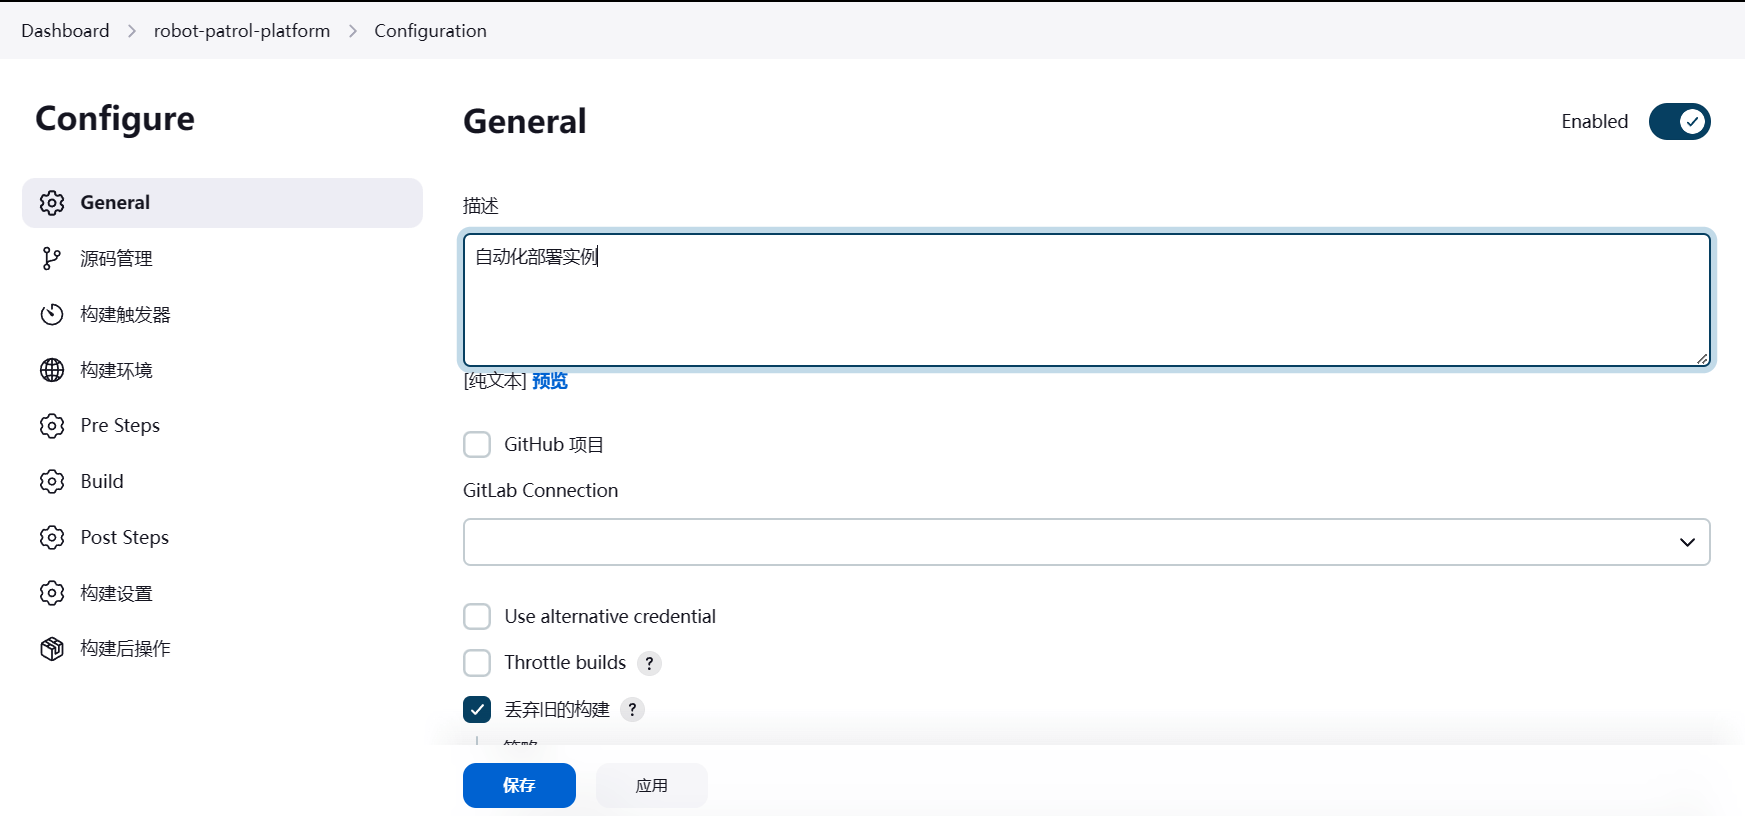 Dashboard > robot-patrol-platform > Configuration
Configure
General
源码管理
构建触发器
构建环境
Pre Steps
Build
Post Steps
构建设置
构建后操作
General
Enabled
描述
自动化部署实例
[纯文本] 预览
GitHub 项目
GitLab Connection
Use alternative credential
Throttle builds ?
丢弃旧的构建 ?
保存
应用